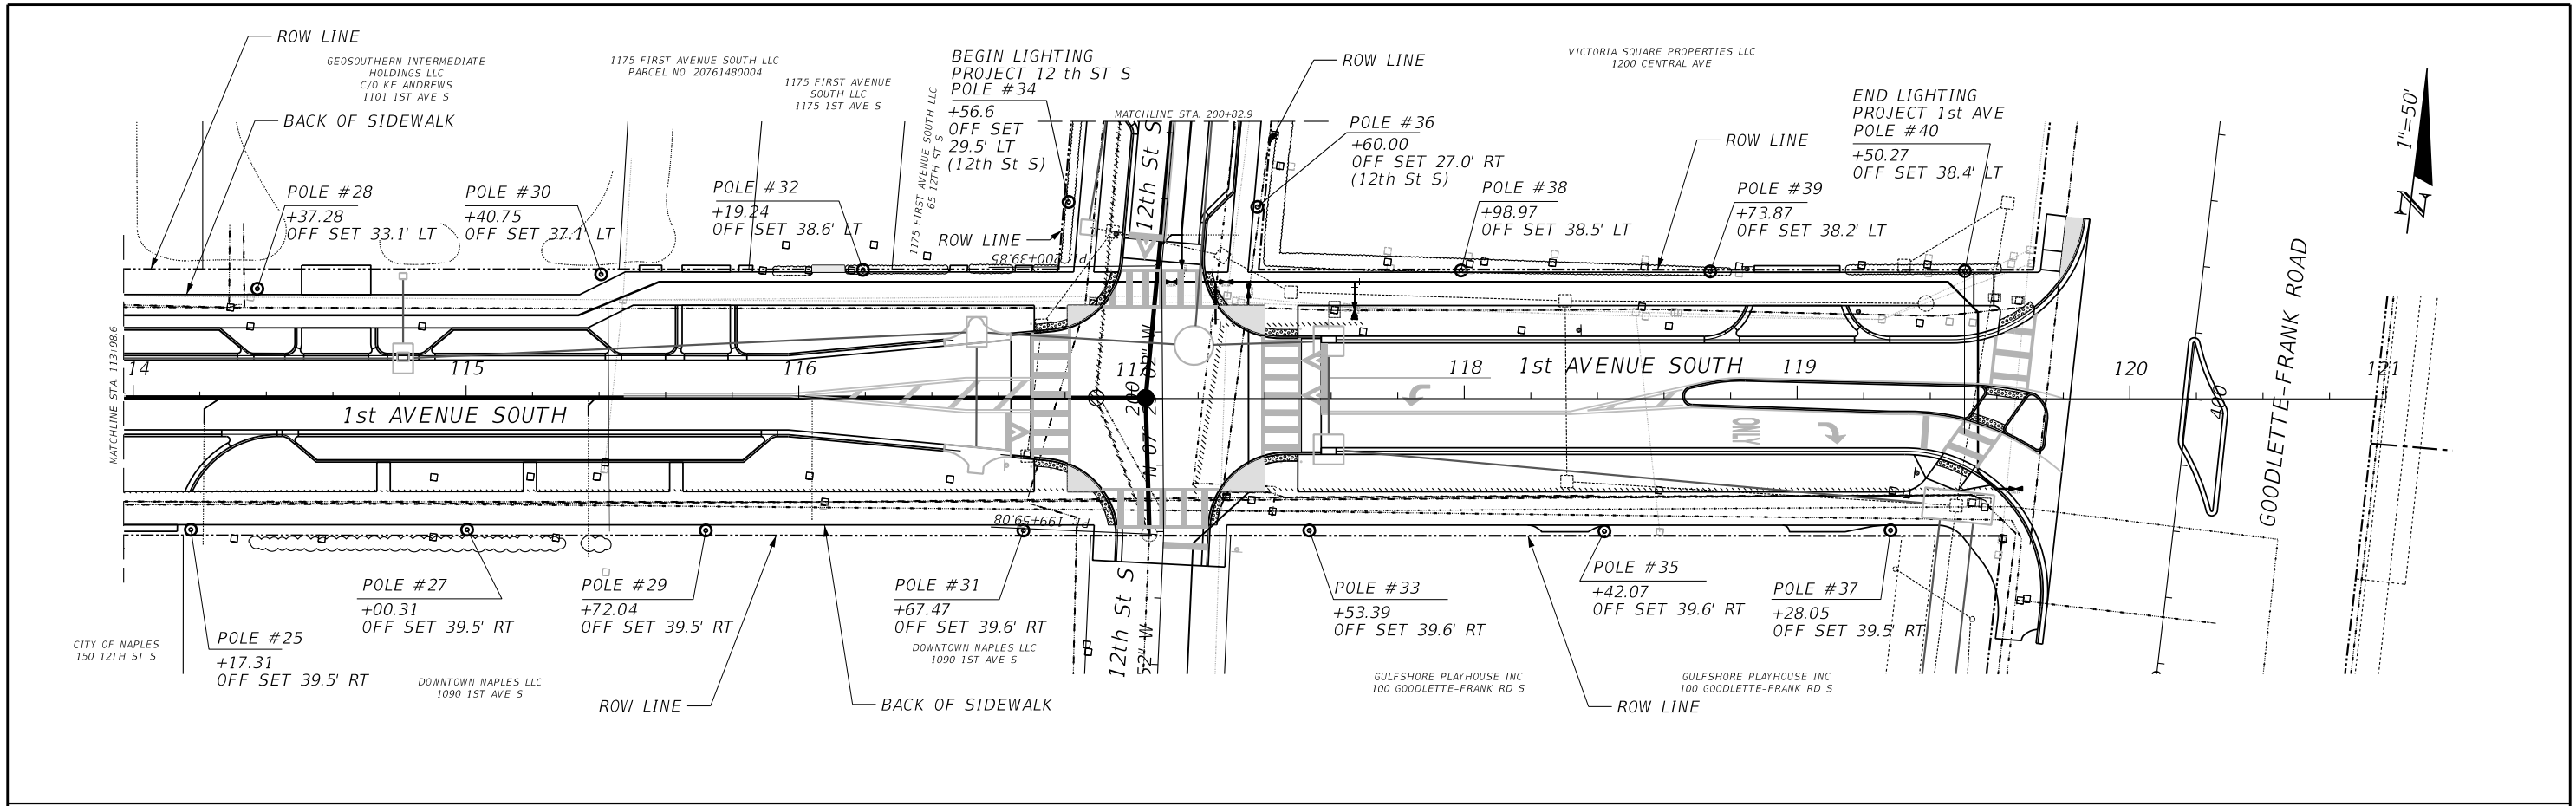 ROW LINE
GEOSOUTHERN INTERMEDIATE
HOLDINGS LLC
C/O KE ANDREWS
1101 1ST AVE S
BACK OF SIDEWALK
1175 FIRST AVENUE SOUTH LLC
PARCEL NO. 20761480004
1175 FIRST AVENUE
SOUTH LLC
1175 1ST AVE S
1175 FIRST AVENUE SOUTH LLC
65 12TH ST S
S
BEGIN LIGHTING
PROJECT 12 th ST S
POLE #34
+56.6
OFF SET
29.5' LT
(12th St S)
ROW LINE
MATCHLINE STA. 200+82.9
12th St S
ROW LINE
POLE #36
+60.00
OFF SET 27.0' RT
(12th St S)
VICTORIA SQUARE PROPERTIES LLC
1200 CENTRAL AVE
ROW LINE
END LIGHTING
PROJECT 1st AVE
POLE #40
+50.27
OFF SET 38.4' LT
1"=50'
N
POLE #28
+37.28
OFF SET 33.1' LT
POLE #30
+40.75
OFF SET 37.1' LT
POLE #32
+19.24
OFF SET 38.6' LT
POLE #38
+98.97
OFF SET 38.5' LT
POLE #39
+73.87
OFF SET 38.2' LT
PI: 200+39.85
MATCHLINE STA. 113+98.6
14
115
116
117
118
1st AVENUE SOUTH
119
120
121
200
400
GOODLETTE-FRANK ROAD
1st AVENUE SOUTH
ONLY
PI: 199+59.08
12th St S
52" W
POLE #25
+17.31
OFF SET 39.5' RT
POLE #27
+00.31
OFF SET 39.5' RT
POLE #29
+72.04
OFF SET 39.5' RT
POLE #31
+67.47
OFF SET 39.6' RT
POLE #33
+53.39
OFF SET 39.6' RT
POLE #35
+42.07
OFF SET 39.6' RT
POLE #37
+28.05
OFF SET 39.5' RT
CITY OF NAPLES
150 12TH ST S
DOWNTOWN NAPLES LLC
1090 1ST AVE S
ROW LINE
BACK OF SIDEWALK
DOWNTOWN NAPLES LLC
1090 1ST AVE S
GULFSHORE PLAYHOUSE INC
100 GOODLETTE-FRANK RD S
ROW LINE
GULFSHORE PLAYHOUSE INC
100 GOODLETTE-FRANK RD S